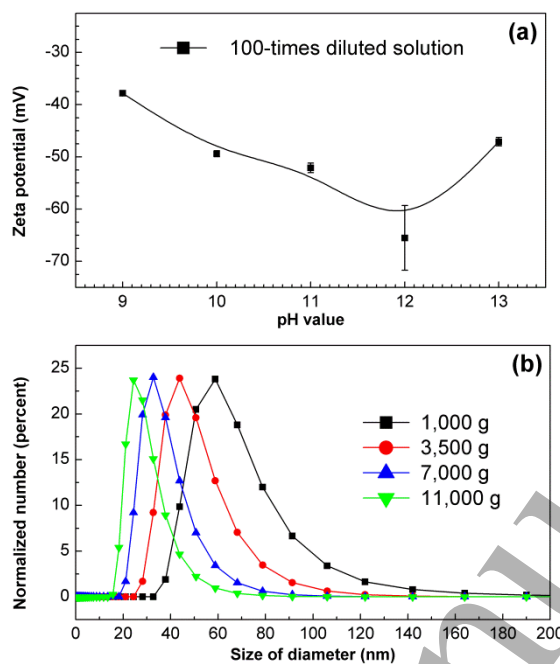 (a)
100-times diluted solution
-30
-40
-50
-60
-70
Zeta potential (mV)
9 10 11 12 13
pH value
(b)
25
20
15
10
5
0
Normalized number (percent)
1,000 g
3,500 g
7,000 g
11,000 g
0 20 40 60 80 100 120 140 160 180 200
Size of diameter (nm)